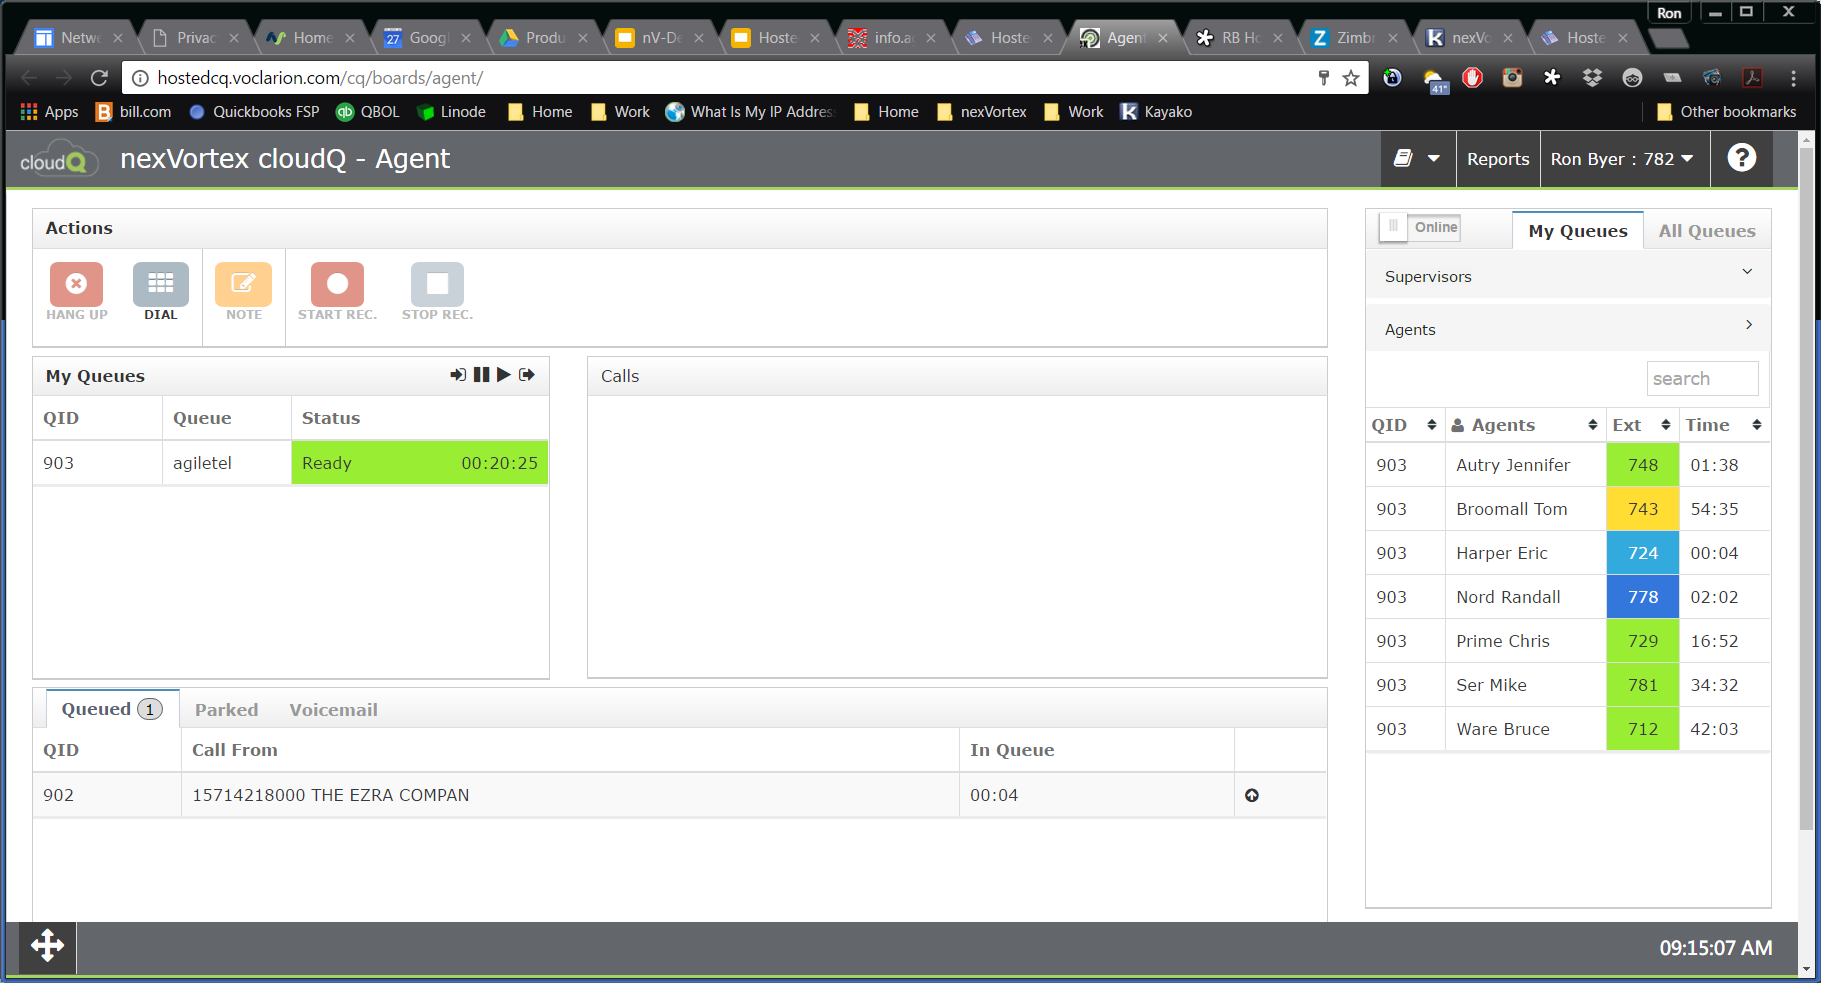 Ron
Netwe Privac Home Googl Produ nV-De Hoste info.a Hoste Agent RB Ho Zimbr nexVo Hoste
hostedcq.voclarion.com/cq/boards/agent/
41°
Apps bill.com Quickbooks FSP QBOL Linode Home Work What Is My IP Addres Home nexVortex Work Kayako Other bookmarks
cloudQ nexVortex cloudQ - Agent Reports Ron Byer : 782
Actions
HANG UP DIAL NOTE START REC. STOP REC.
Online My Queues All Queues
Supervisors
Agents
search
QID Agents Ext Time
903 Autry Jennifer 748 01:38
903 Broomall Tom 743 54:35
903 Harper Eric 724 00:04
903 Nord Randall 778 02:02
903 Prime Chris 729 16:52
903 Ser Mike 781 34:32
903 Ware Bruce 712 42:03
My Queues
QID Queue Status
903 agiletel Ready 00:20:25
Calls
Queued 1 Parked Voicemail
QID Call From In Queue
902 15714218000 THE EZRA COMPAN 00:04
09:15:07 AM